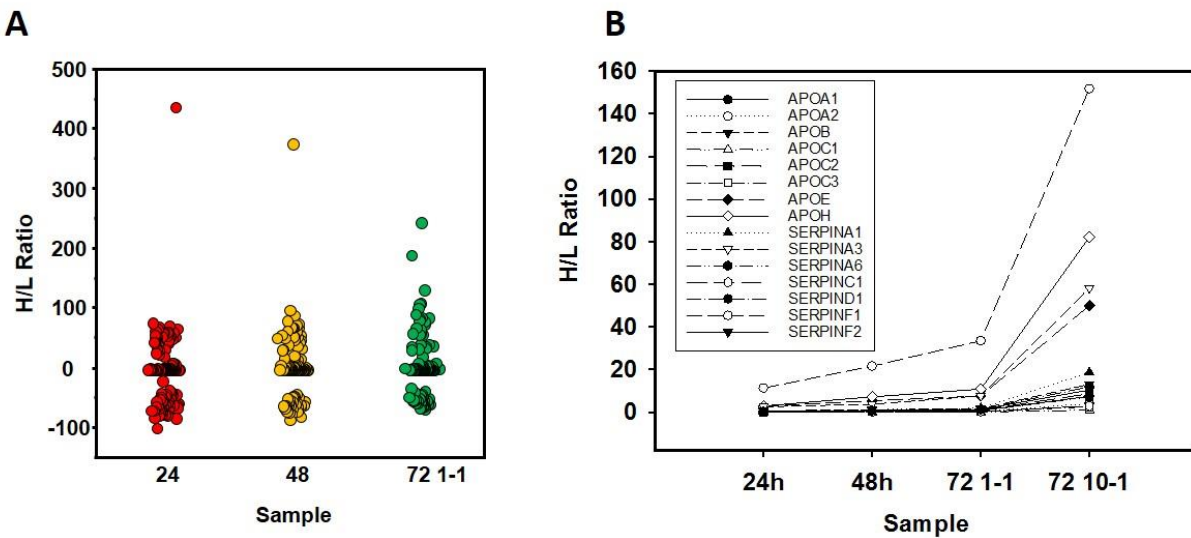 A
H/L Ratio
500
400
300
200
100
0
-100
24
48
72 1-1
Sample
B
H/L Ratio
160
140
120
100
80
60
40
20
0
APOA1
APOA2
APOB
APOC1
APOC2
APOC3
APOE
APOH
SERPINA1
SERPINA3
SERPINA6
SERPINC1
SERPIND1
SERPINF1
SERPINF2
24h
48h
72 1-1
72 10-1
Sample